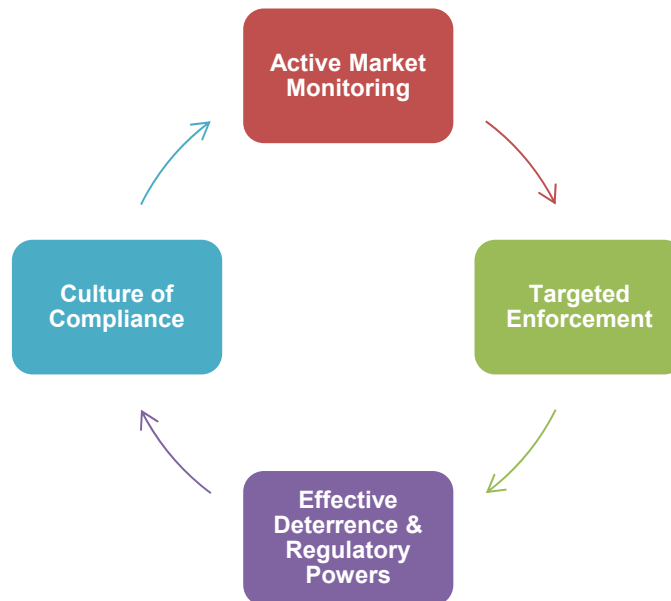 Active Market
Monitoring
Targeted
Enforcement
Effective
Deterrence &
Regulatory
Powers
Culture of
Compliance